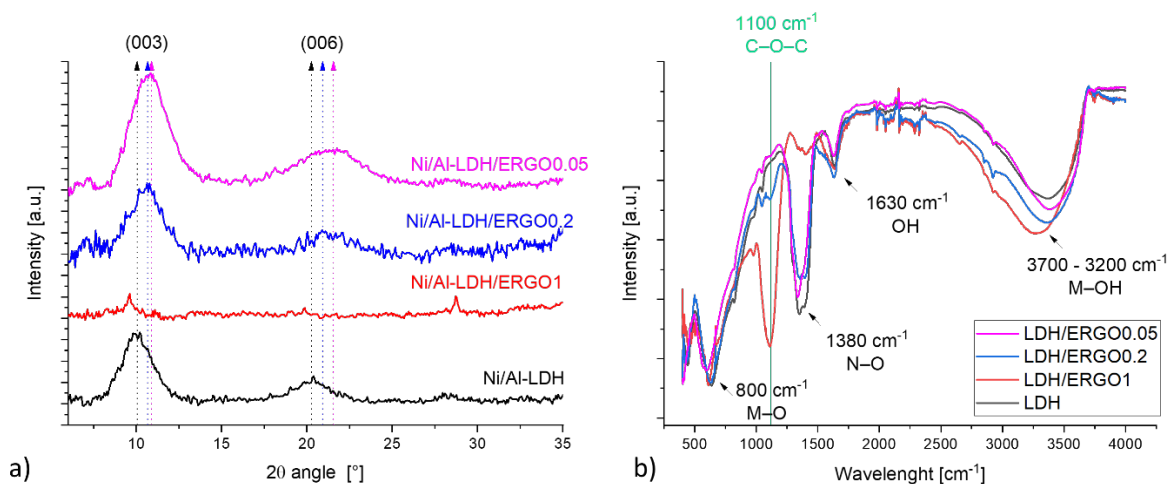 (003)
(006)
Ni/Al-LDH/ERGO0.05
Ni/Al-LDH/ERGO0.2
Ni/Al-LDH/ERGO1
Ni/Al-LDH
Intensity [a.u.]
10
15
20
25
30
35
2θ angle [°]
a)
1100 cm-1
C–O–C
1630 cm-1
OH
3700 - 3200 cm-1
M–OH
1380 cm-1
N–O
800 cm-1
M–O
LDH/ERGO0.05
LDH/ERGO0.2
LDH/ERGO1
LDH
Intensity [a.u.]
500
1000
1500
2000
2500
3000
3500
4000
Wavelenght [cm-1]
b)